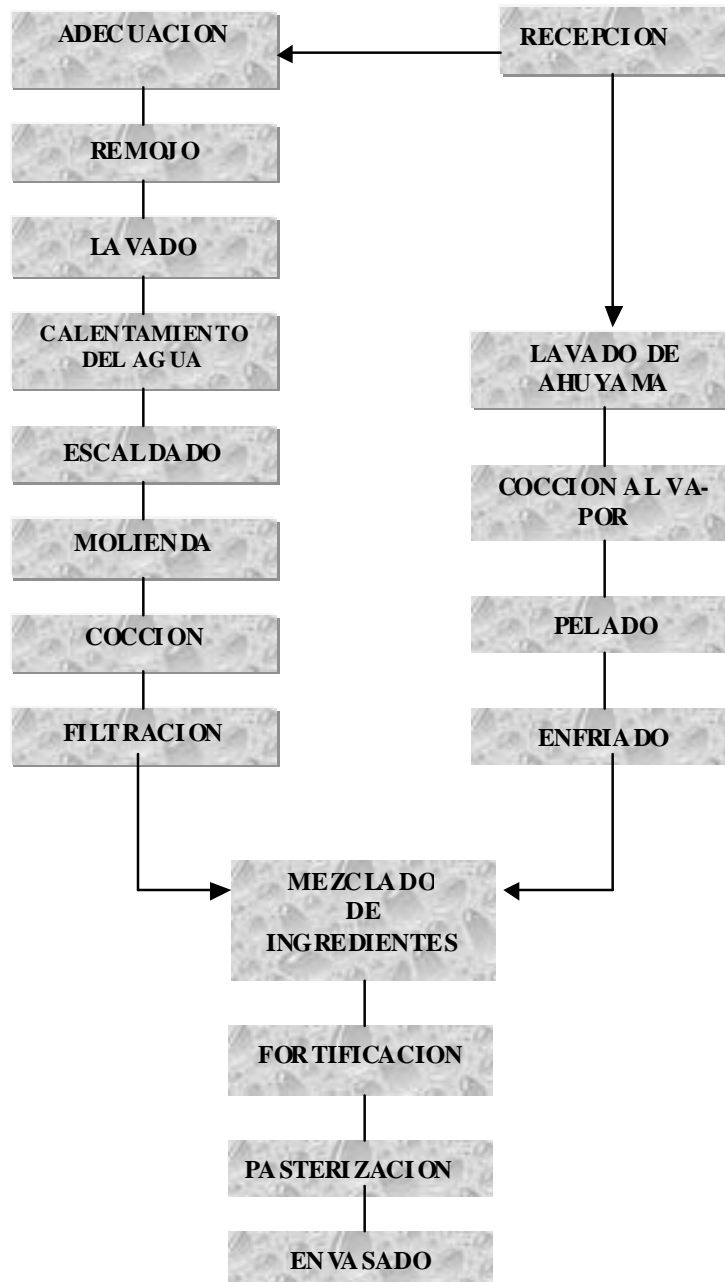 ADECUACION
RECEPCION
REMOJO
LAVADO
CALENTAMIENTO
DEL AGUA
ESCALDADO
MOLIENDA
COCCION
FILTRACION
LAVADO DE
AHUYAMA
COCCION AL VA-
POR
PELADO
ENFRIADO
MEZCLADO
DE
INGREDIENTES
FORTIFICACION
PASTERIZACION
ENVASADO